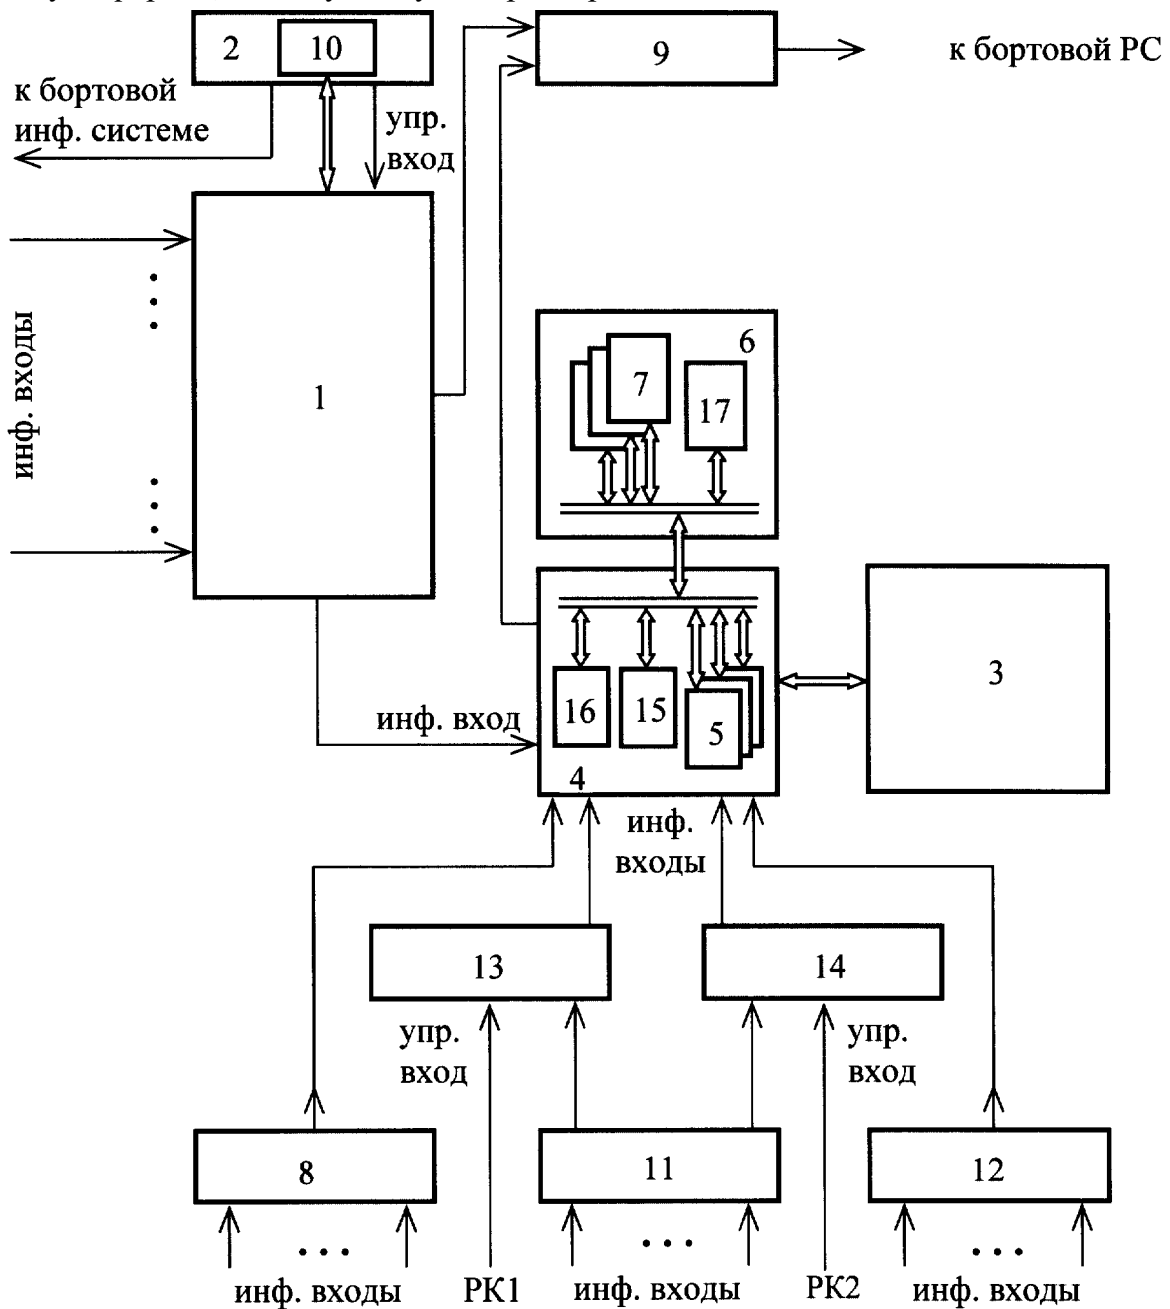 2
10
9
к бортовой РС
к бортовой
инф. системе
упр.
вход
инф. входы
1
6
7
17
3
16
15
5
инф. вход
4
инф.
входы
13
14
упр.
вход
упр.
вход
8
11
12
инф. входы
РК1
инф. входы
РК2
инф. входы